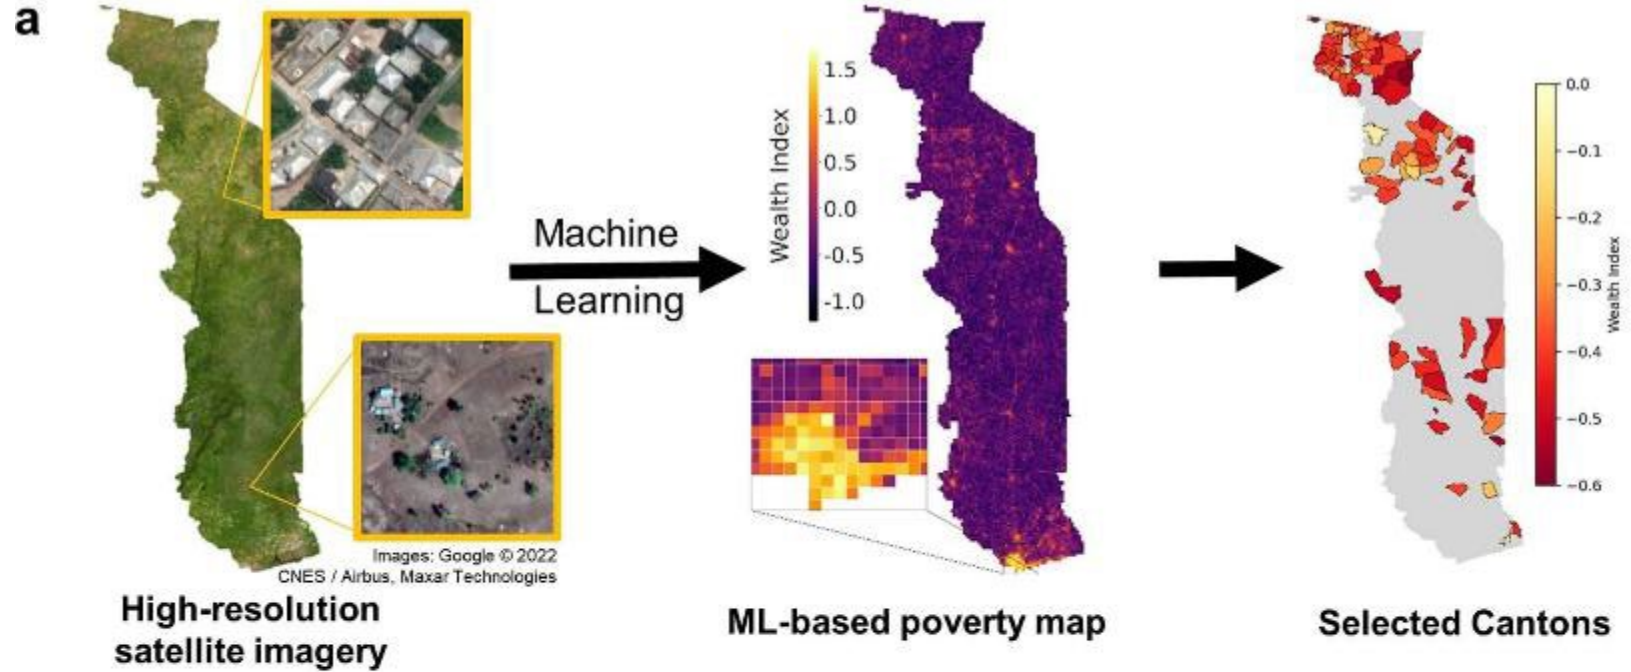 a
Images: Google © 2022
CNES / Airbus, Maxar Technologies
High-resolution
satellite imagery
Machine
Learning
Wealth Index
1.5
1.0
0.5
0.0
-0.5
-1.0
ML-based poverty map
0.0
−0.1
−0.2
−0.3
−0.4
−0.5
−0.6
Wealth Index
Selected Cantons